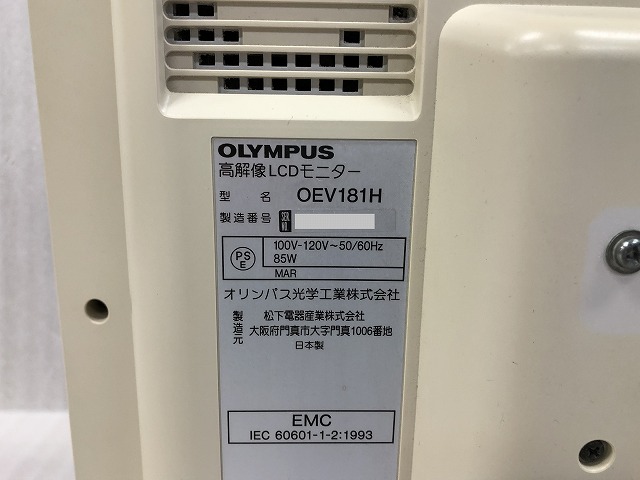 OLYMPUS
高解像LCDモニター
型 名 OEV181H
製造番号 SERI. NO.
PS E 100V-120V～50/60Hz
85W
MAR
オリンパス光学工業株式会社
製造元 松下電器産業株式会社
大阪府門真市大字門真1006番地
日本製
EMC
IEC 60601-1-2:1993